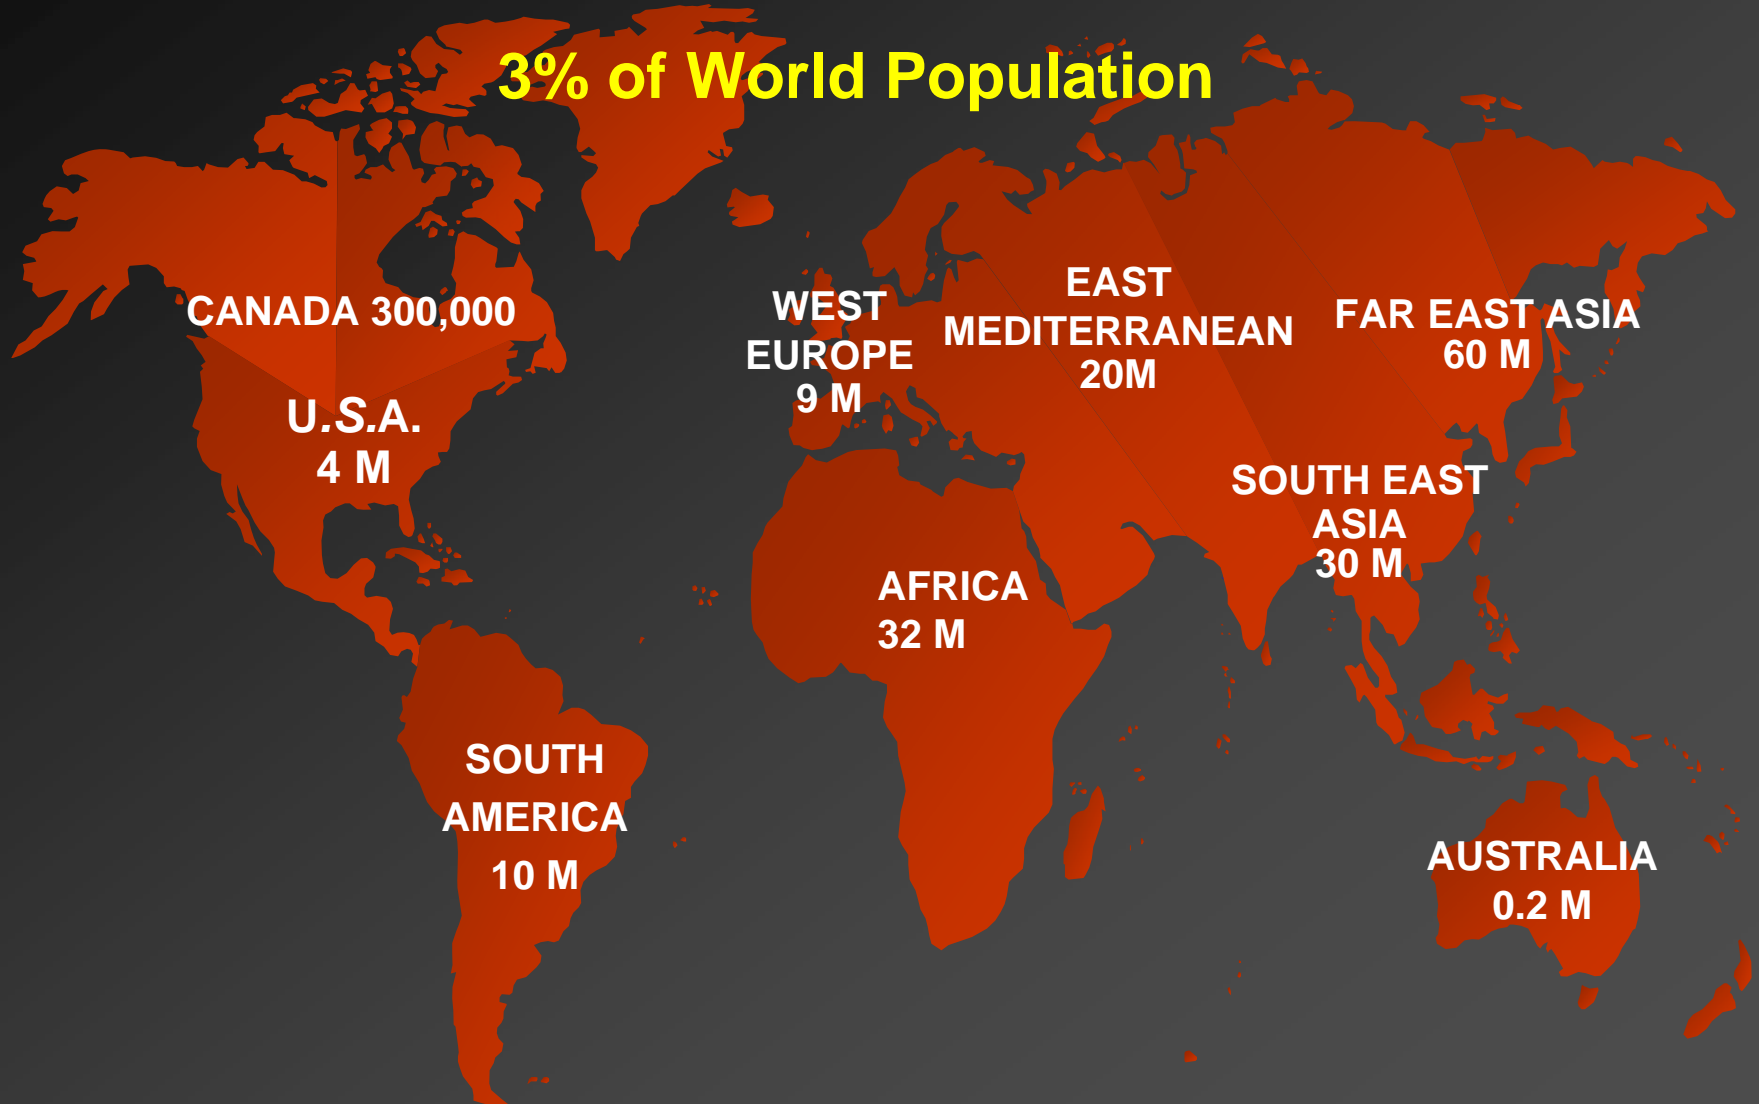 3% of World Population
CANADA 300,000
U.S.A.
4 M
WEST
EUROPE
9 M
EAST
MEDITERRANEAN
20M
FAR EAST ASIA
60 M
SOUTH EAST
ASIA
30 M
AFRICA
32 M
SOUTH
AMERICA
10 M
AUSTRALIA
0.2 M